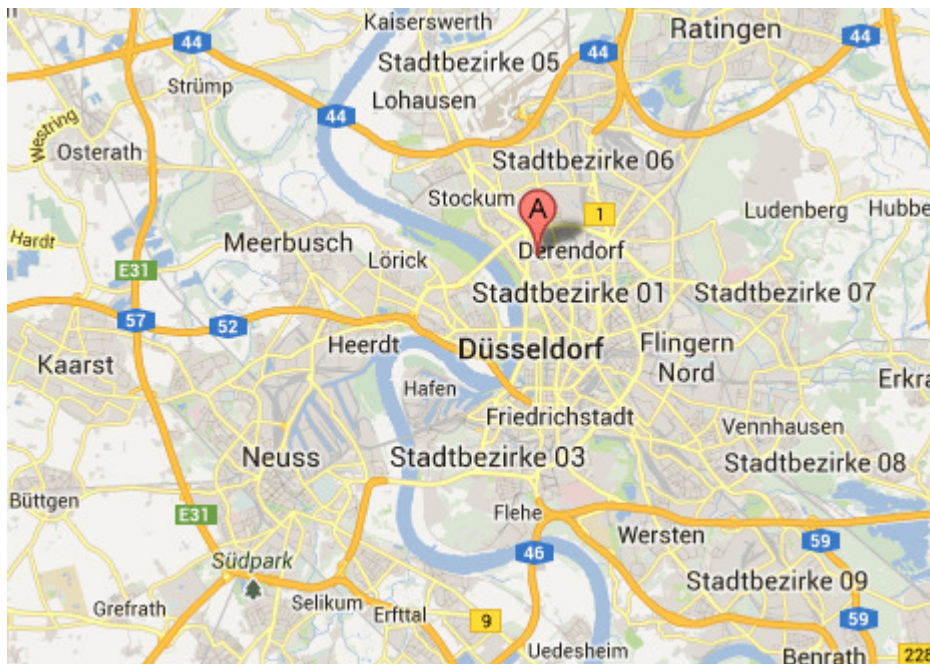 Kaiserswerth
Ratingen
44
44
44
Stadtbezirke 05
Strümp
Lohausen
44
Westring
Osterath
Stadtbezirke 06
Stockum
A
1
Ludenberg
Hubbe
Hardt
Meerbusch
Lörick
Derendorf
E31
Stadtbezirke 01
Stadtbezirke 07
57
52
Heerdt
Düsseldorf
Flingern
Nord
Kaarst
Hafen
Erkra
Friedrichstadt
Vennhausen
Neuss
Stadtbezirke 03
Stadtbezirke 08
Büttgen
E31
Flehe
Wersten
59
46
Südpark
Stadtbezirke 09
Grefrath
Selikum
Erfttal
9
59
Uedesheim
Benrath
228